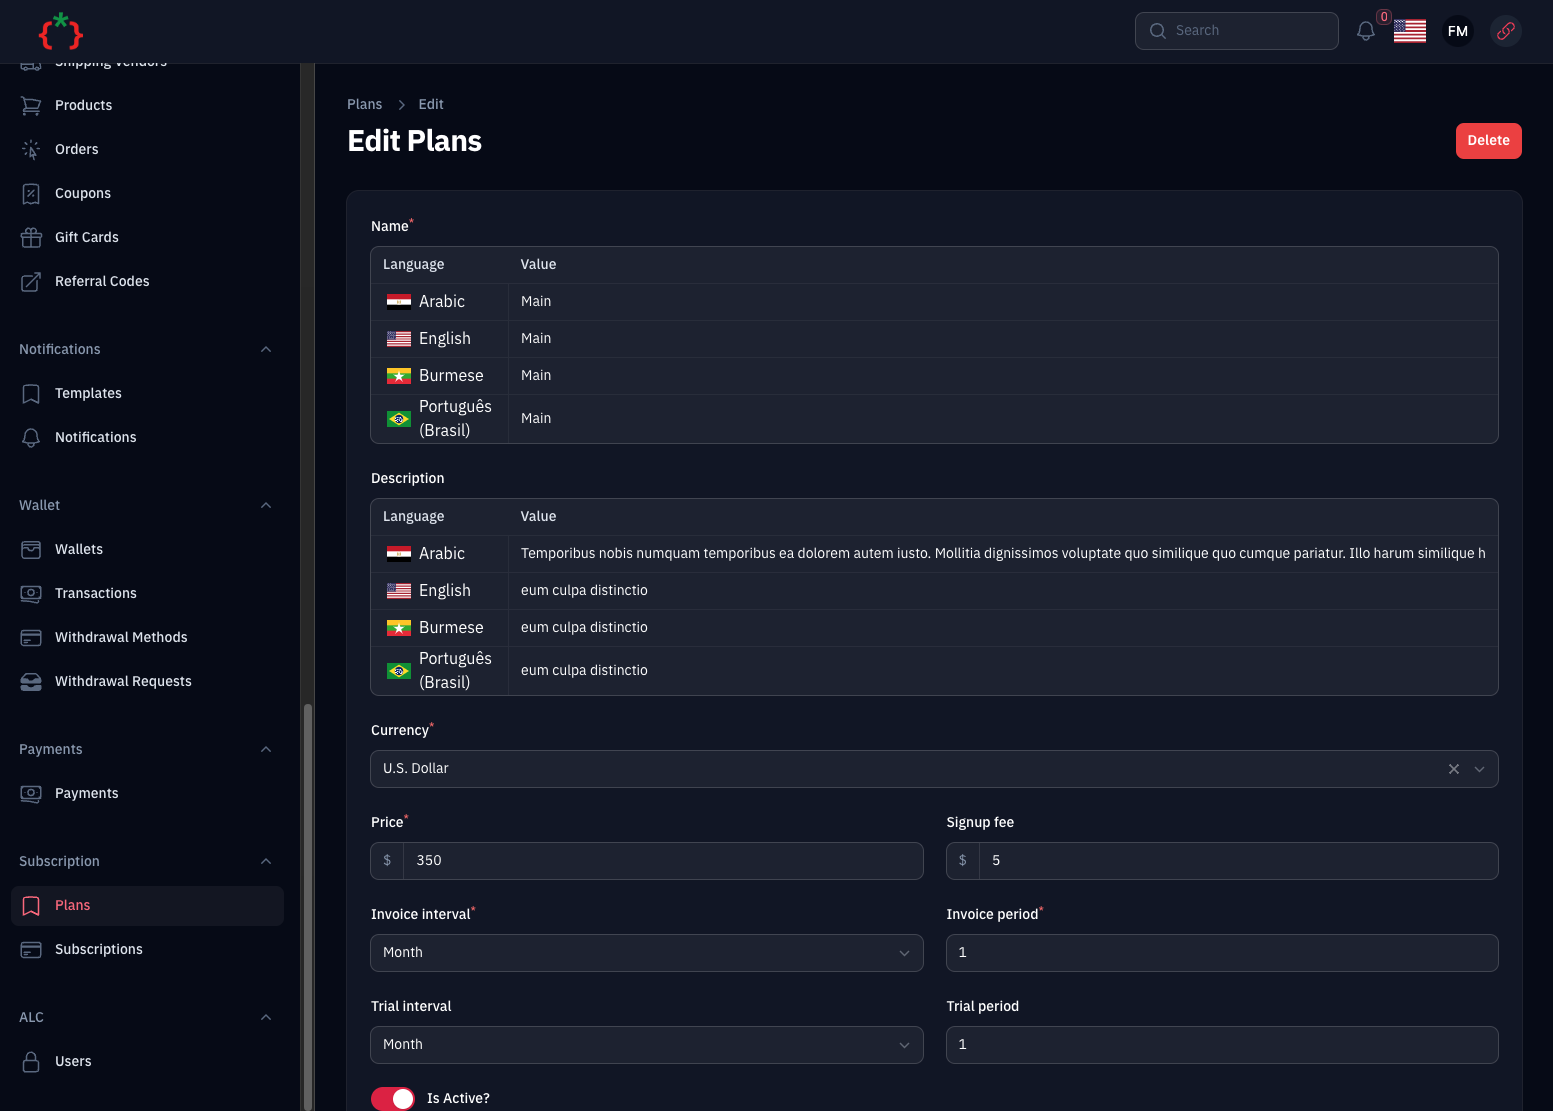 {*}
Search
0
FM
Shipping Vendors
Products
Orders
Coupons
Gift Cards
Referral Codes
Notifications
Templates
Notifications
Wallet
Wallets
Transactions
Withdrawal Methods
Withdrawal Requests
Payments
Payments
Subscription
Plans
Subscriptions
ALC
Users
Plans > Edit
Edit Plans
Delete
Name*
Language Value
Arabic Main
English Main
Burmese Main
Português
(Brasil)
Main
Description
Language Value
Arabic Temporibus nobis numquam temporibus ea dolorem autem iusto. Mollitia dignissimos voluptate quo similique quo cumque pariatur. Illo harum similique h
English eum culpa distinctio
Burmese eum culpa distinctio
Português
(Brasil)
eum culpa distinctio
Currency*
U.S. Dollar
Price*
$ 350
Signup fee
$ 5
Invoice interval*
Month
Invoice period*
1
Trial interval
Month
Trial period
1
Is Active?